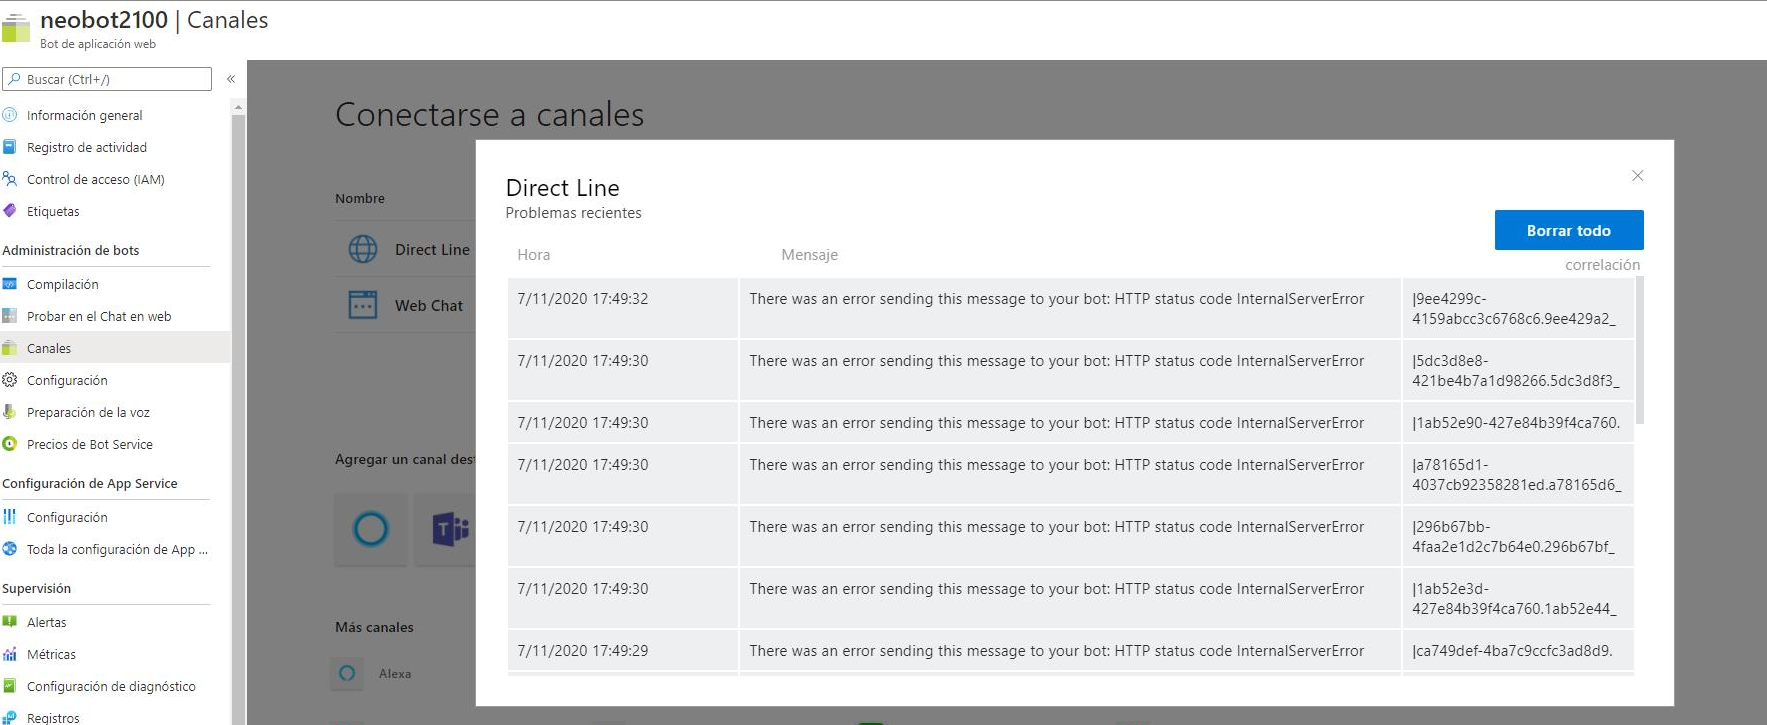 neobot2100 | Canales
Bot de aplicación web
Buscar (Ctrl+/)
«
Información general
Registro de actividad
Control de acceso (IAM)
Etiquetas
Administración de bots
Compilación
Probar en el Chat en web
Canales
Configuración
Preparación de la voz
Precios de Bot Service
Configuración de App Service
Configuración
Toda la configuración de App ...
Supervisión
Alertas
Métricas
Configuración de diagnóstico
Registros
Conectarse a canales
Nombre
Direct Line
Web Chat
Agregar un canal dest
Más canales
Alexa
Direct Line
Problemas recientes
Borrar todo
Hora Mensaje correlación
7/11/2020 17:49:32 There was an error sending this message to your bot: HTTP status code InternalServerError |9ee4299c-
4159abcc3c6768c6.9ee429a2_
7/11/2020 17:49:30 There was an error sending this message to your bot: HTTP status code InternalServerError |5dc3d8e8-
421be4b7a1d98266.5dc3d8f3_
7/11/2020 17:49:30 There was an error sending this message to your bot: HTTP status code InternalServerError |1ab52e90-427e84b39f4ca760.
7/11/2020 17:49:30 There was an error sending this message to your bot: HTTP status code InternalServerError |a78165d1-
4037cb92358281ed.a78165d6_
7/11/2020 17:49:30 There was an error sending this message to your bot: HTTP status code InternalServerError |296b67bb-
4faa2e1d2c7b64e0.296b67bf_
7/11/2020 17:49:30 There was an error sending this message to your bot: HTTP status code InternalServerError |1ab52e3d-
427e84b39f4ca760.1ab52e44_
7/11/2020 17:49:29 There was an error sending this message to your bot: HTTP status code InternalServerError |ca749def-4ba7c9ccfc3ad8d9.